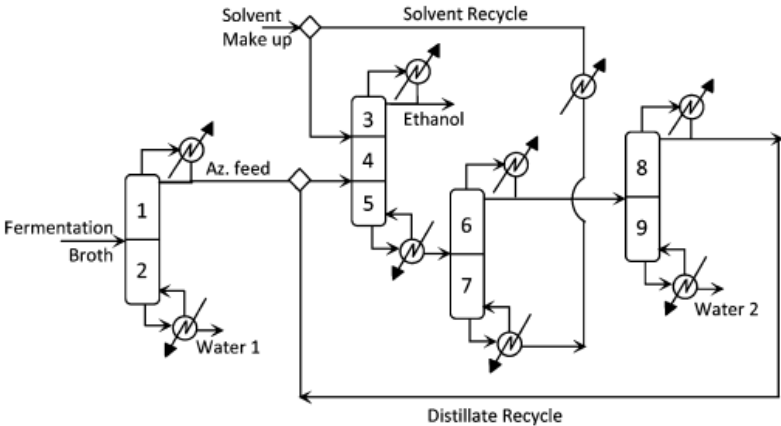 Solvent
Make up
Solvent Recycle
3
Ethanol
4
5
Az. feed
1
2
Fermentation
Broth
Water 1
6
7
8
9
Water 2
Distillate Recycle